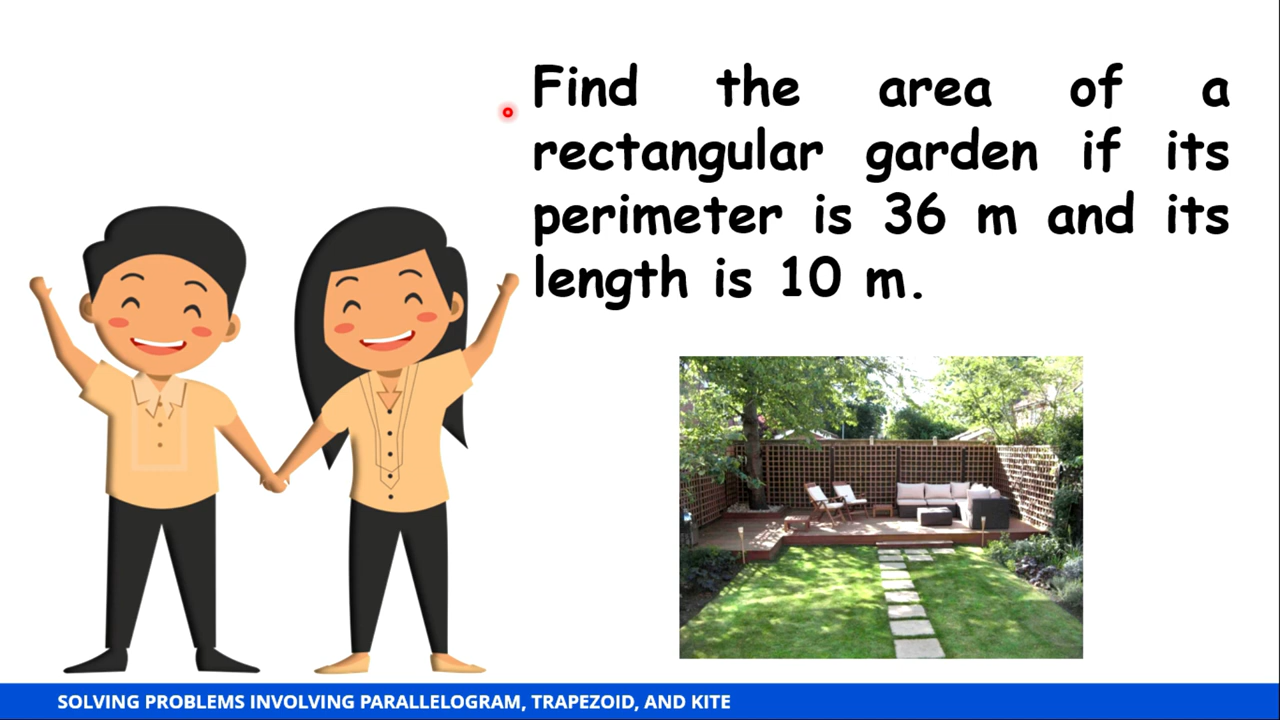 Find the area of a
rectangular garden if its
perimeter is 36 m and its
length is 10 m.
SOLVING PROBLEMS INVOLVING PARALLELOGRAM, TRAPEZOID, AND KITE